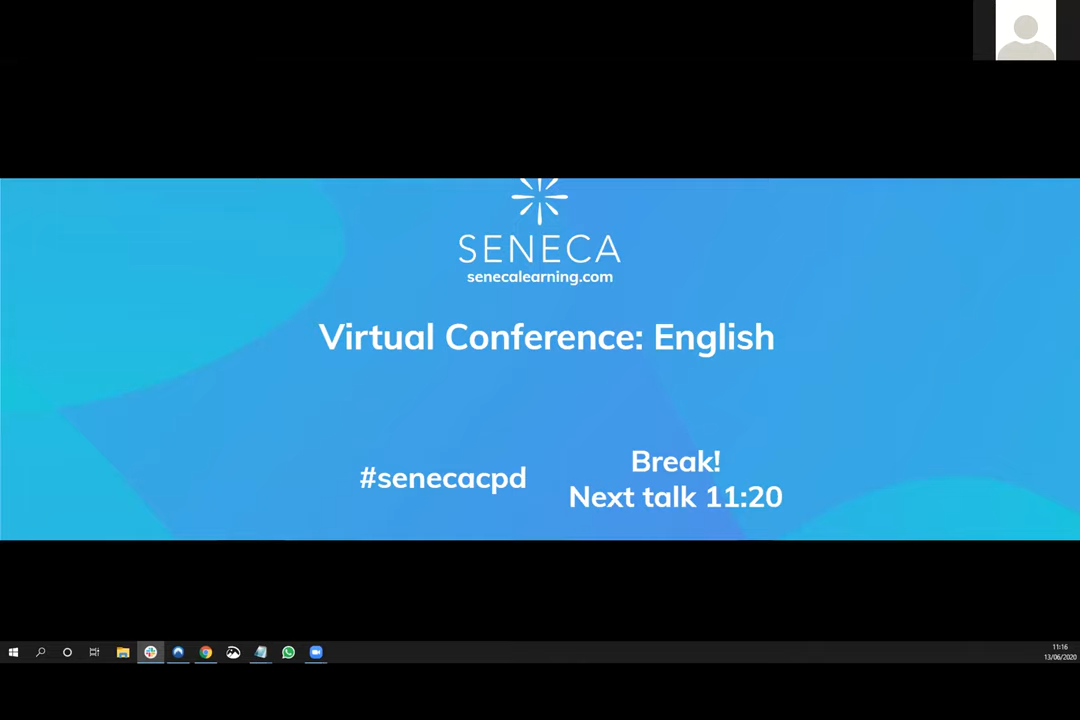 SENECA
senecalearning.com
Virtual Conference: English
#senecacpd
Break!
Next talk 11:20
11:16
13/06/2020